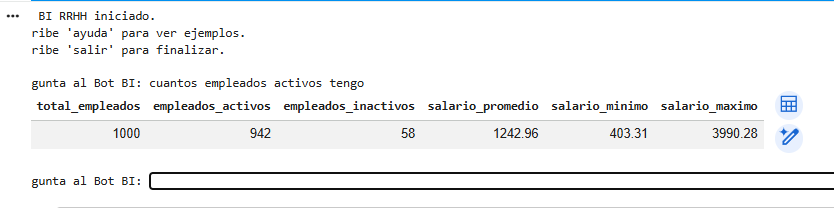 BI RRHH iniciado.
ribe 'ayuda' para ver ejemplos.
ribe 'salir' para finalizar.
gunta al Bot BI: cuantos empleados activos tengo
total_empleados empleados_activos empleados_inactivos salario_promedio salario_minimo salario_maximo
1000 942 58 1242.96 403.31 3990.28
gunta al Bot BI: